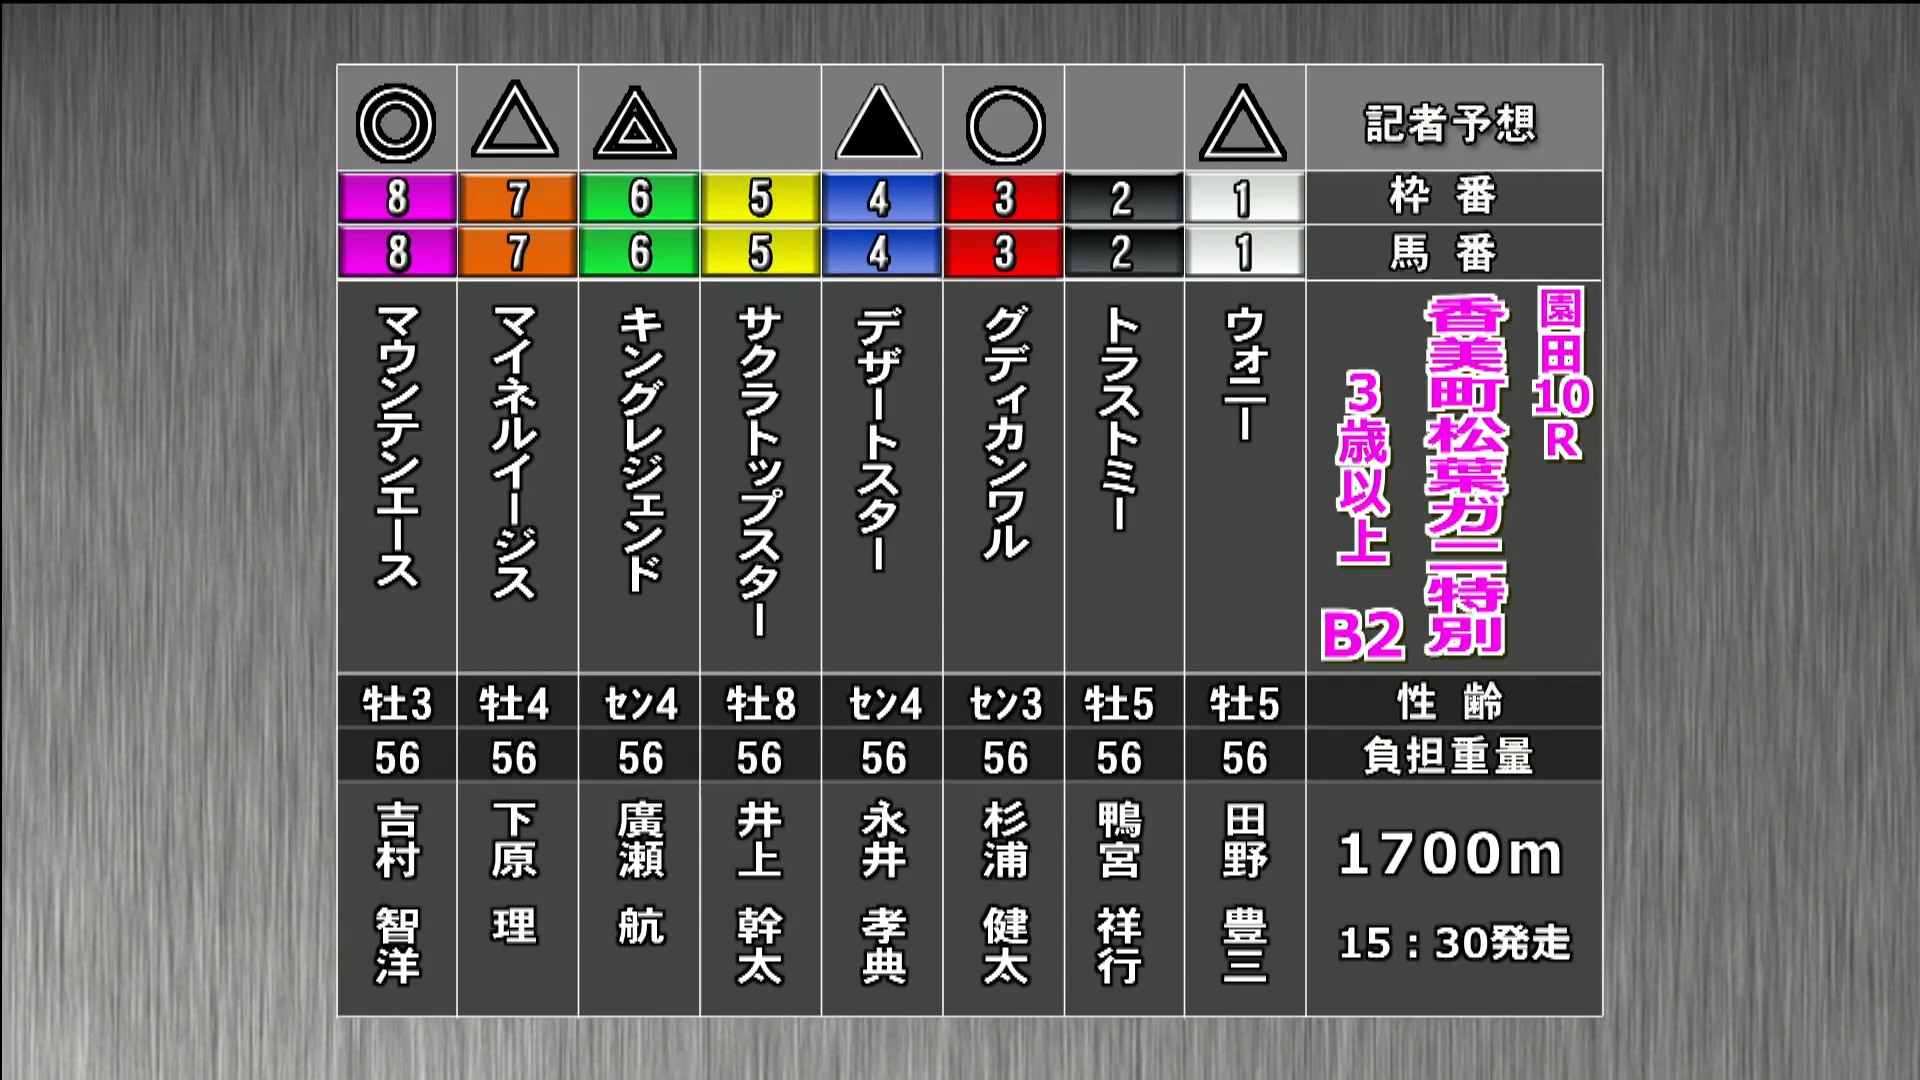 記者予想
◎ △ ▲ ○ △
枠番
8 7 6 5 4 3 2 1
馬番
8 7 6 5 4 3 2 1
園田10R
香美町松葉ガニ特別
3歳以上 B2
ウォニー
トラストミー
グディカンワル
デザートスター
サクラトップスター
キングレジェンド
マイネルイージス
マウンテンエース
性齢
牡3 牡4 セン4 牡8 セン4 セン3 牡5 牡5
負担重量
56 56 56 56 56 56 56 56
1700m
15:30発走
田野 豊三
鴨宮 祥行
杉浦 健太
永井 孝典
井上 幹太
廣瀬 航
下原 理
吉村 智洋